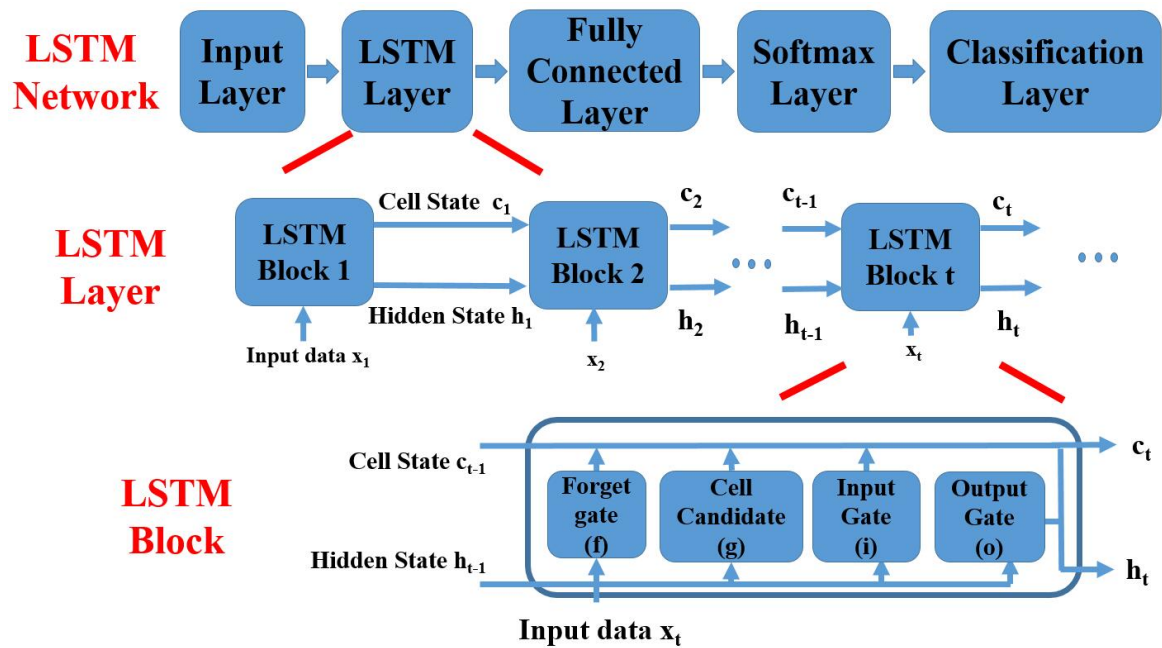 LSTM
Network
Input
Layer
LSTM
Layer
Fully
Connected
Layer
Softmax
Layer
Classification
Layer
LSTM
Layer
LSTM
Block 1
Cell State c₁
Hidden State h₁
Input data x₁
LSTM
Block 2
x₂
c₂
h₂
cₜ₋₁
hₜ₋₁
LSTM
Block t
xₜ
cₜ
hₜ
LSTM
Block
Cell State cₜ₋₁
Hidden State hₜ₋₁
Forget
gate
(f)
Cell
Candidate
(g)
Input
Gate
(i)
Output
Gate
(o)
cₜ
hₜ
Input data xₜ